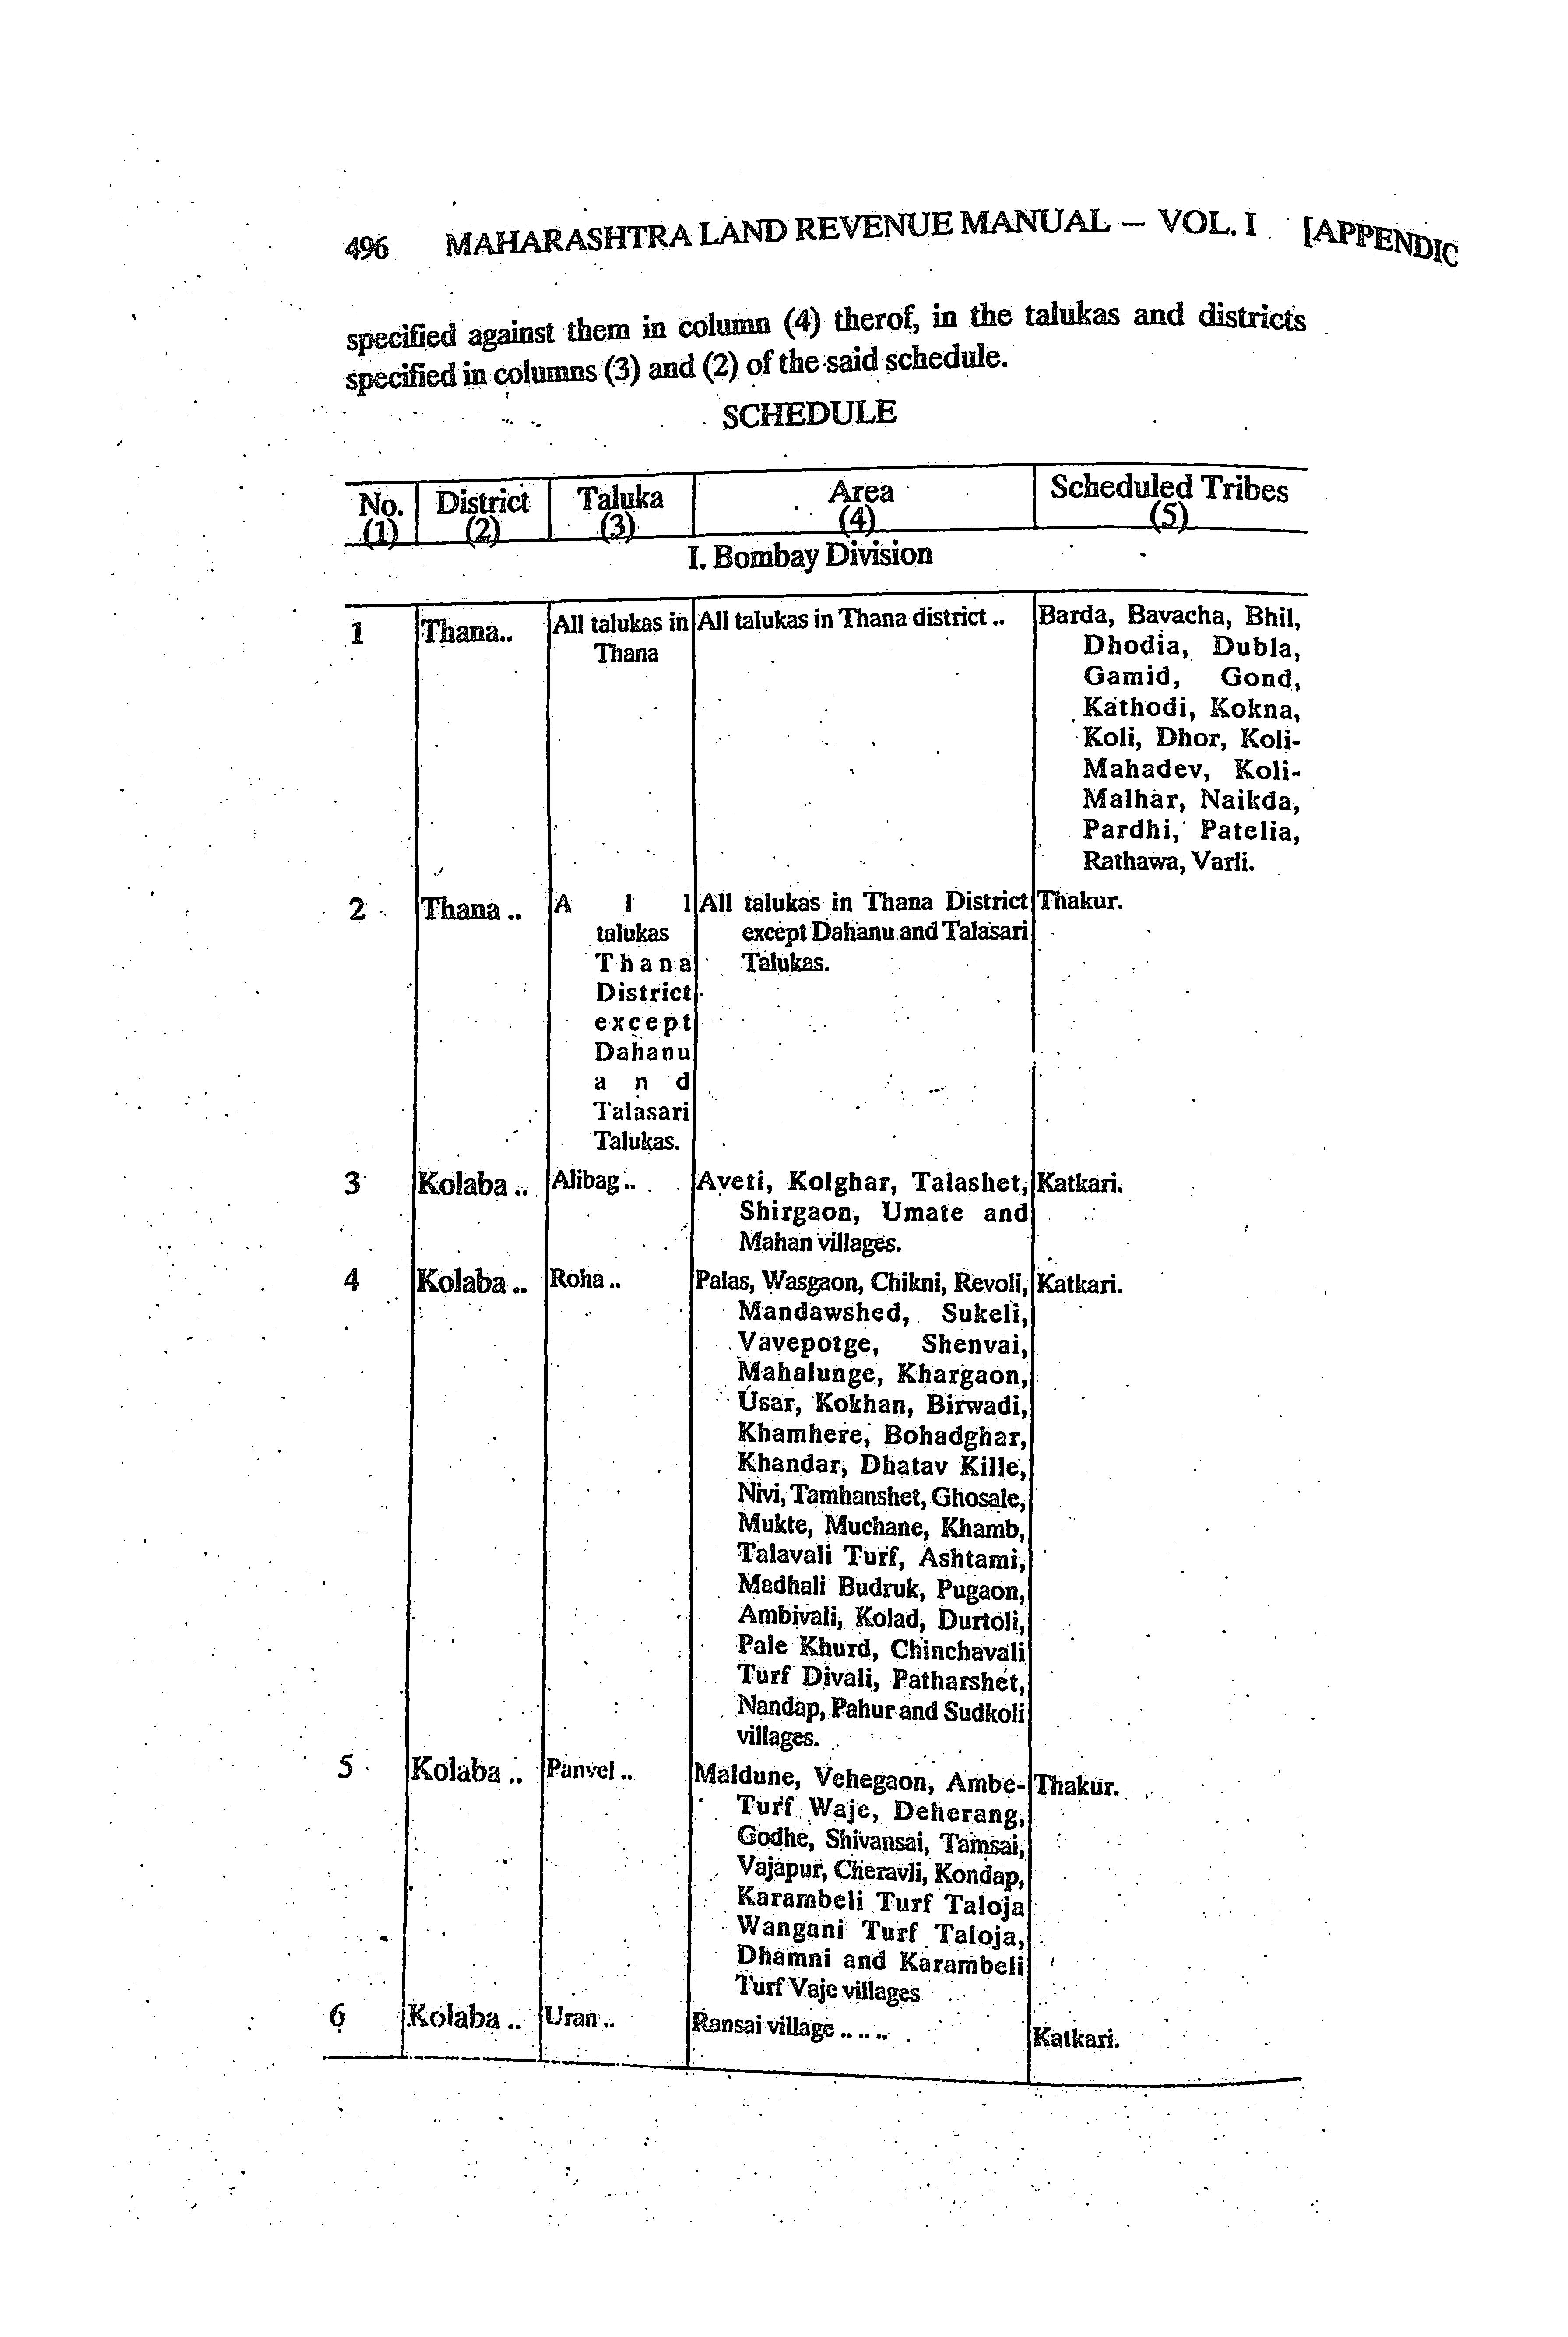 496 MAHARASHTRA LAND REVENUE MANUAL – VOL. I [APPENDIC
specified against them in column (4) therof, in the talukas and districts
specified in columns (3) and (2) of the said schedule.
SCHEDULE
No. District Taluka Area Scheduled Tribes
(1) (2) (3) (4) (5)
I. Bombay Division
1 Thana.. All talukas in All talukas in Thana district .. Barda, Bavacha, Bhil,
Thana Dhodia, Dubla,
Gamid, Gond,
Kathodi, Kokna,
Koli, Dhor, Koli-
Mahadev, Koli-
Malhar, Naikda,
Pardhi, Patelia,
Rathawa, Varli.
2 Thana .. A l l All talukas in Thana District Thakur.
talukas except Dahanu and Talasari
Thana Talukas.
District
except
Dahanu
a n d
Talasari
Talukas.
3 Kolaba .. Alibag .. Aveti, Kolghar, Talashet, Katkari.
Shirgaon, Umate and
Mahan villages.
4 Kolaba .. Roha .. Palas, Wasgaon, Chikni, Revoli, Katkari.
Mandawshed, Sukeli,
Vavepotge, Shenvai,
Mahalunge, Khargaon,
Usar, Kokhan, Birwadi,
Khamhere, Bohadghar,
Khandar, Dhatav Kille,
Nivi, Tamhanshet, Ghosale,
Mukte, Muchane, Khamb,
Talavali Turf, Ashtami,
Madhali Budruk, Pugaon,
Ambivali, Kolad, Durtoli,
Pale Khurd, Chinchavali
Turf Divali, Patharshet,
Nandap, Pahur and Sudkoli
villages.
5 Kolaba .. Panvel .. Maldune, Vehegaon, Ambe- Thakur.
Turf Waje, Deherang,
Godhe, Shivansai, Tamsai,
Vajapur, Cheravli, Kondap,
Karambeli Turf Taloja
Wangani Turf Taloja,
Dhamni and Karambeli
Turf Vaje villages
6 Kolaba .. Uran .. Ransai village .. .. .. Katkari.